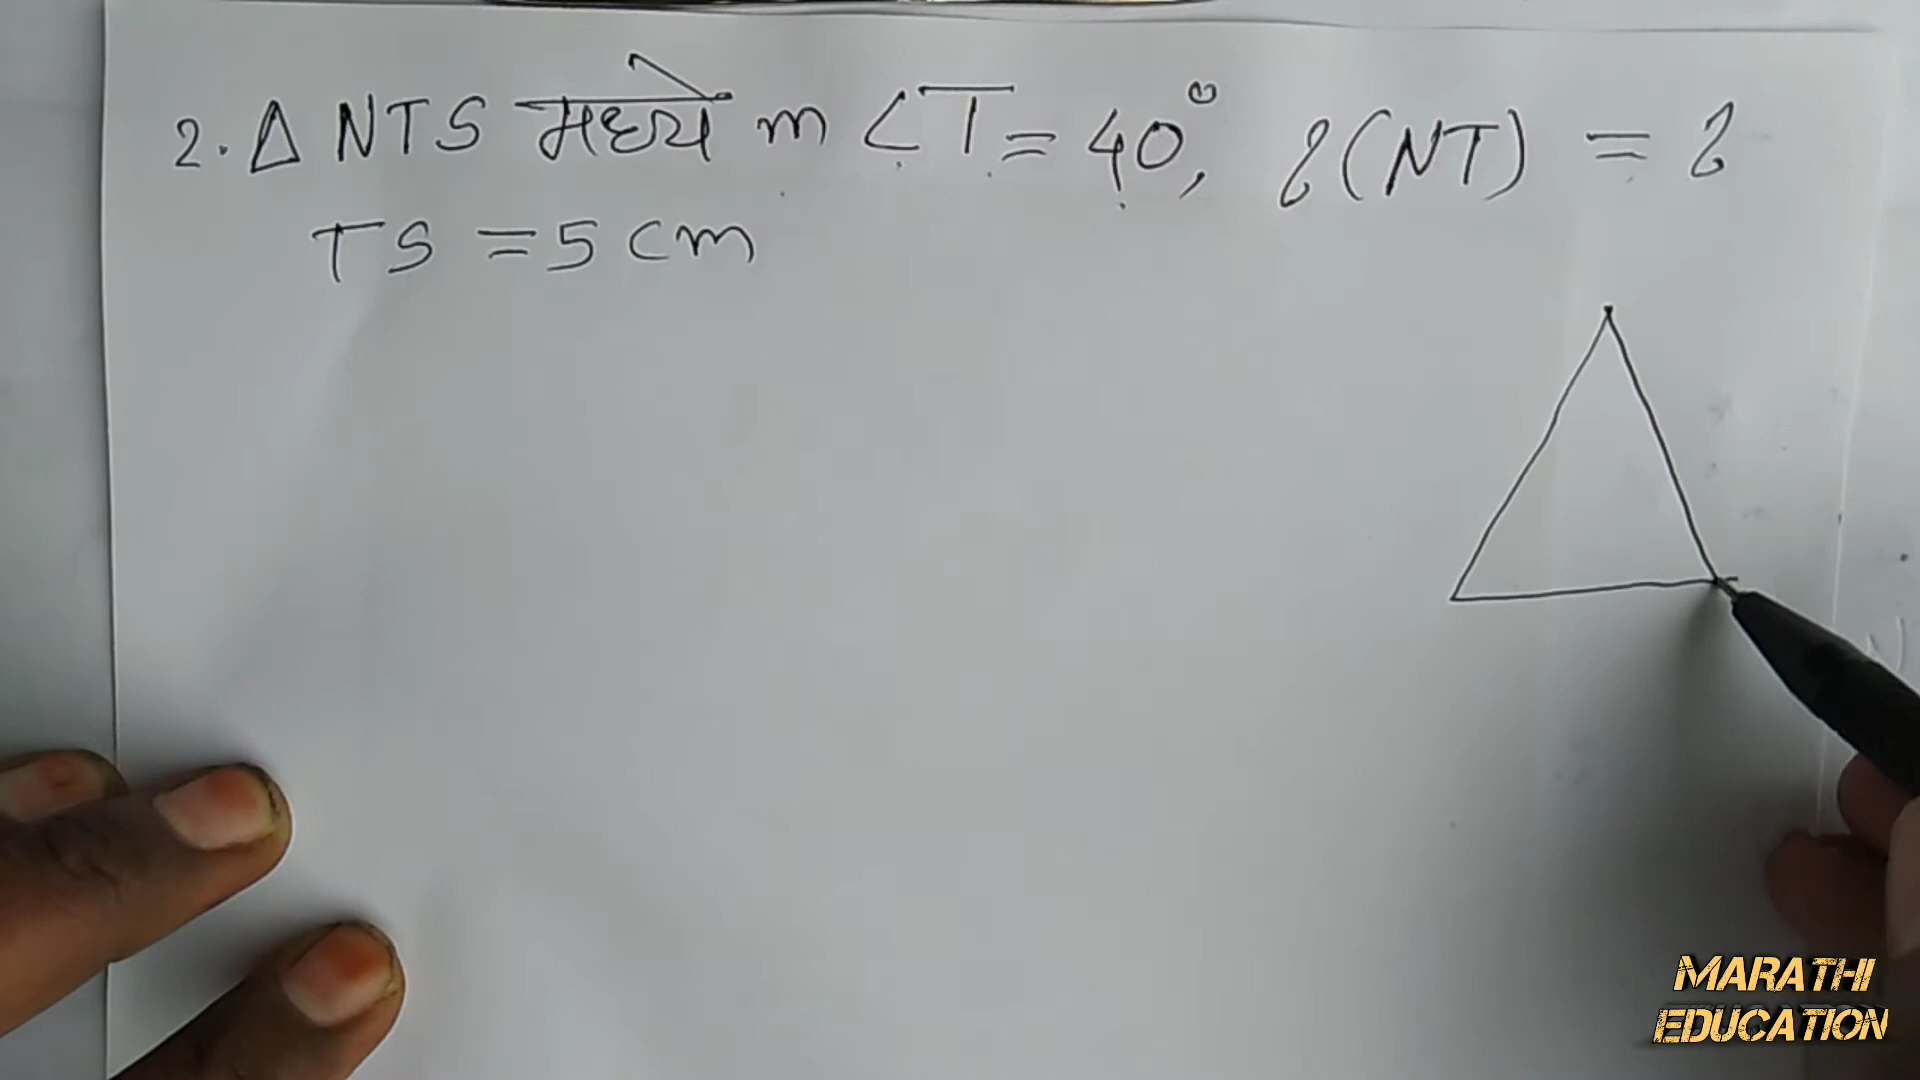 2. Δ NTS मध्ये m ∠T = 40°, l(NT) = l
TS = 5 cm
MARATHI
EDUCATION